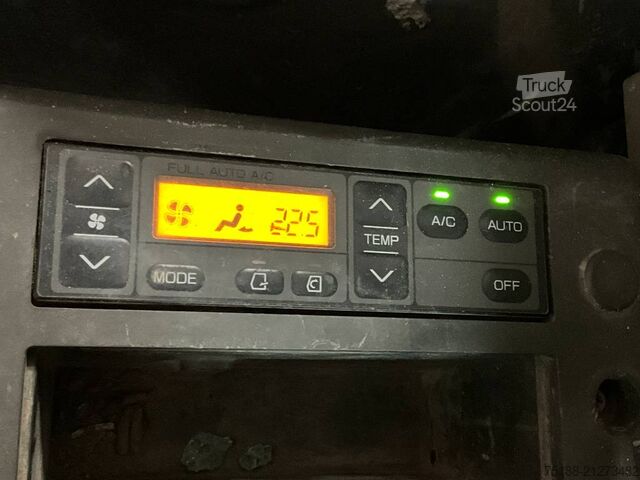 Truck
Scout24
FULL AUTO A/C
22.5
TEMP
A/C
AUTO
MODE
OFF